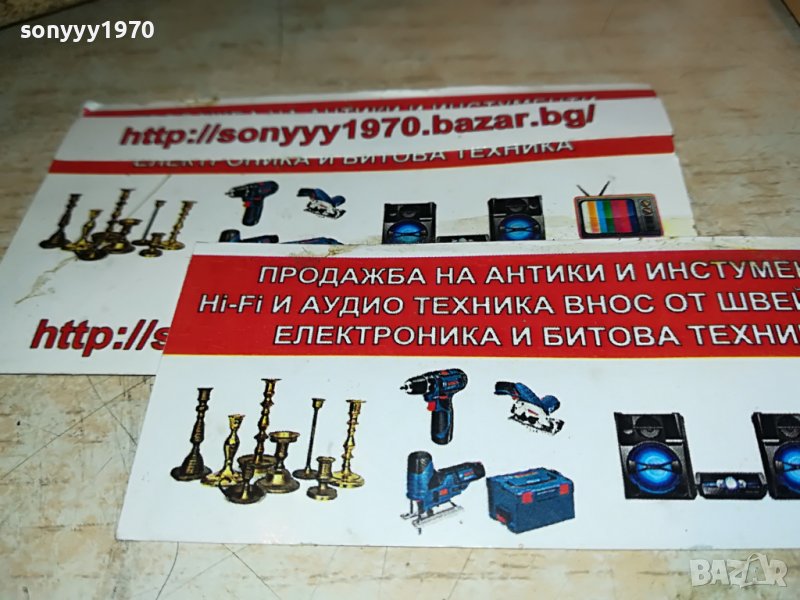 sonyyy1970
http://sonyyy1970.bazar.bg/
ЕЛЕКТРОНИКА И БИТОВА ТЕХНИКА
http://s
ПРОДАЖБА НА АНТИКИ И ИНСТУМЕ
Hi-Fi И АУДИО ТЕХНИКА ВНОС ОТ ШВЕЙ
ЕЛЕКТРОНИКА И БИТОВА ТЕХНИ
BAZAR